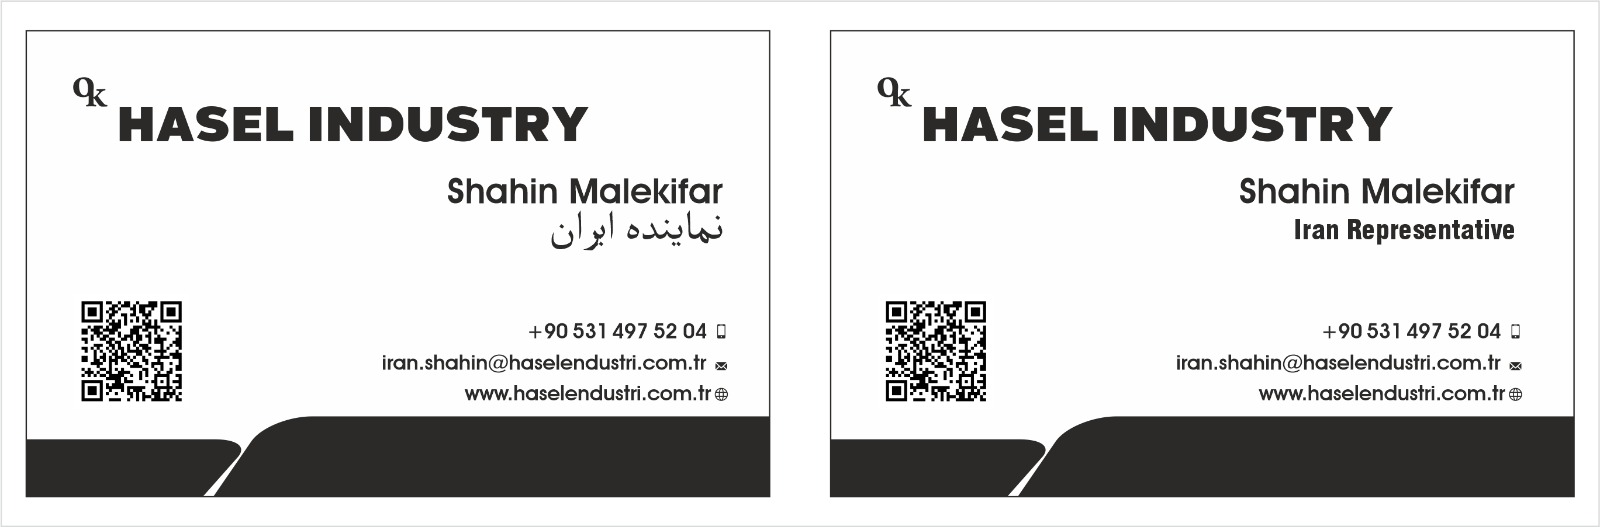 ok
HASEL INDUSTRY
Shahin Malekifar
نماینده ایران
+90 531 497 52 04
iran.shahin@haselendustri.com.tr
www.haselendustri.com.tr
ok
HASEL INDUSTRY
Shahin Malekifar
Iran Representative
+90 531 497 52 04
iran.shahin@haselendustri.com.tr
www.haselendustri.com.tr